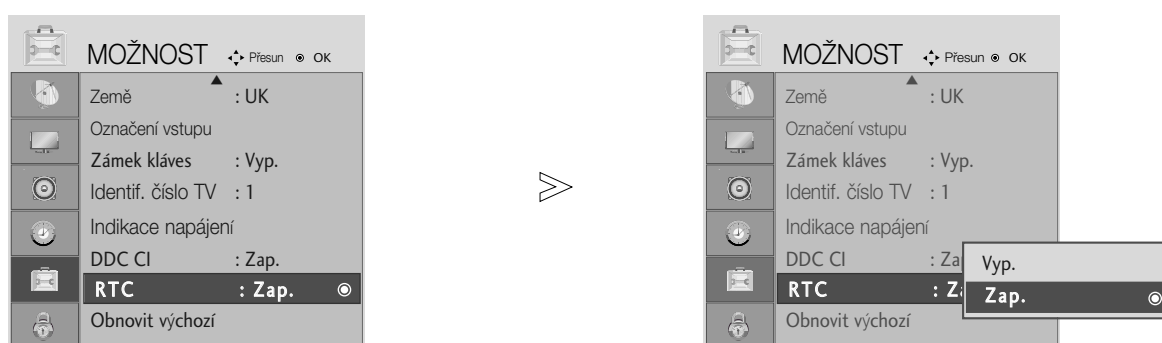 MOŽNOST Přesun OK
Země : UK
Označení vstupu
Zámek kláves : Vyp.
Identif. číslo TV : 1
Indikace napájení
DDC CI : Zap.
RTC : Zap.
Obnovit výchozí
MOŽNOST Přesun OK
Země : UK
Označení vstupu
Zámek kláves : Vyp.
Identif. číslo TV : 1
Indikace napájení
DDC CI : Za
RTC : Z
Obnovit výchozí
Vyp.
Zap.